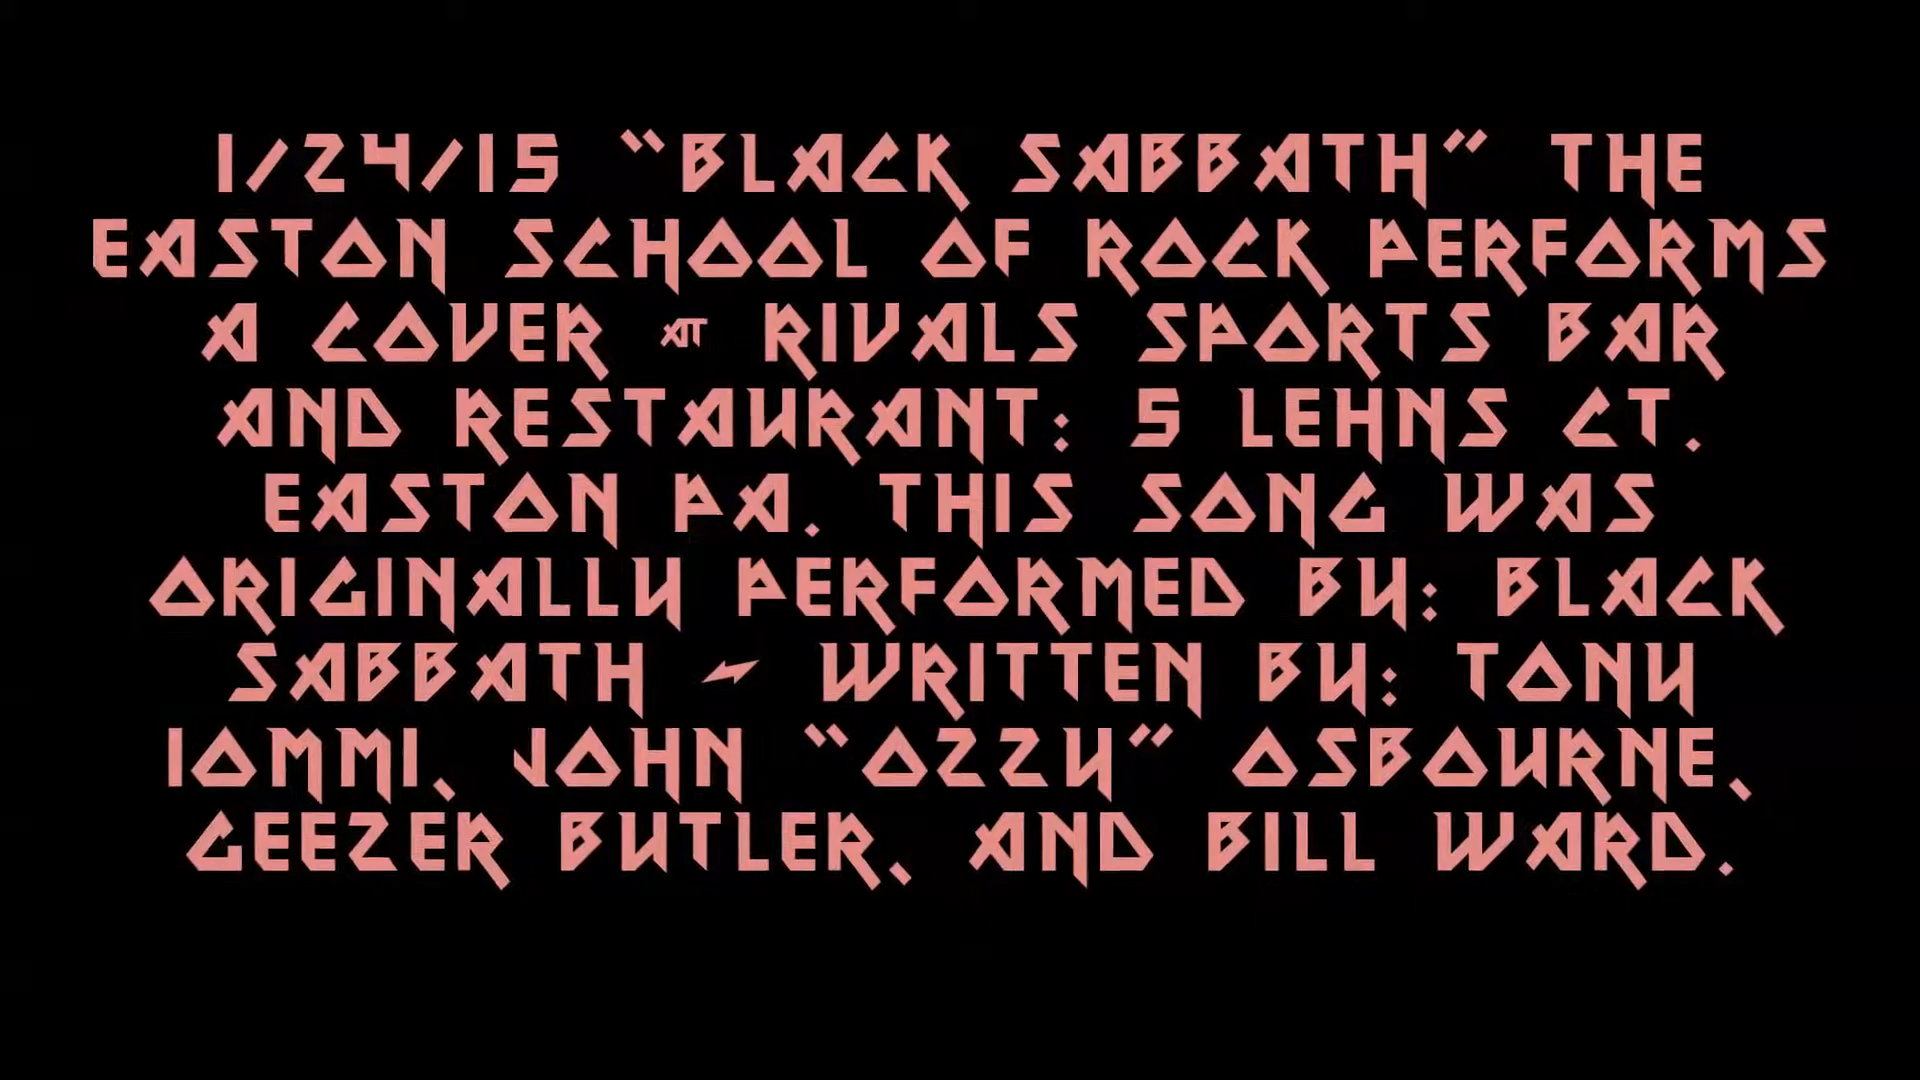 1/24/15 “BLACK SABBATH” THE
EASTON SCHOOL OF ROCK PERFORMS
A COVER AT RIVALS SPORTS BAR
AND RESTAURANT: 5 LEHNS CT.
EASTON PA. THIS SONG WAS
ORIGINALLY PERFORMED BY: BLACK
SABBATH - WRITTEN BY: TONY
IOMMI, JOHN “OZZY” OSBOURNE,
GEEZER BUTLER, AND BILL WARD.